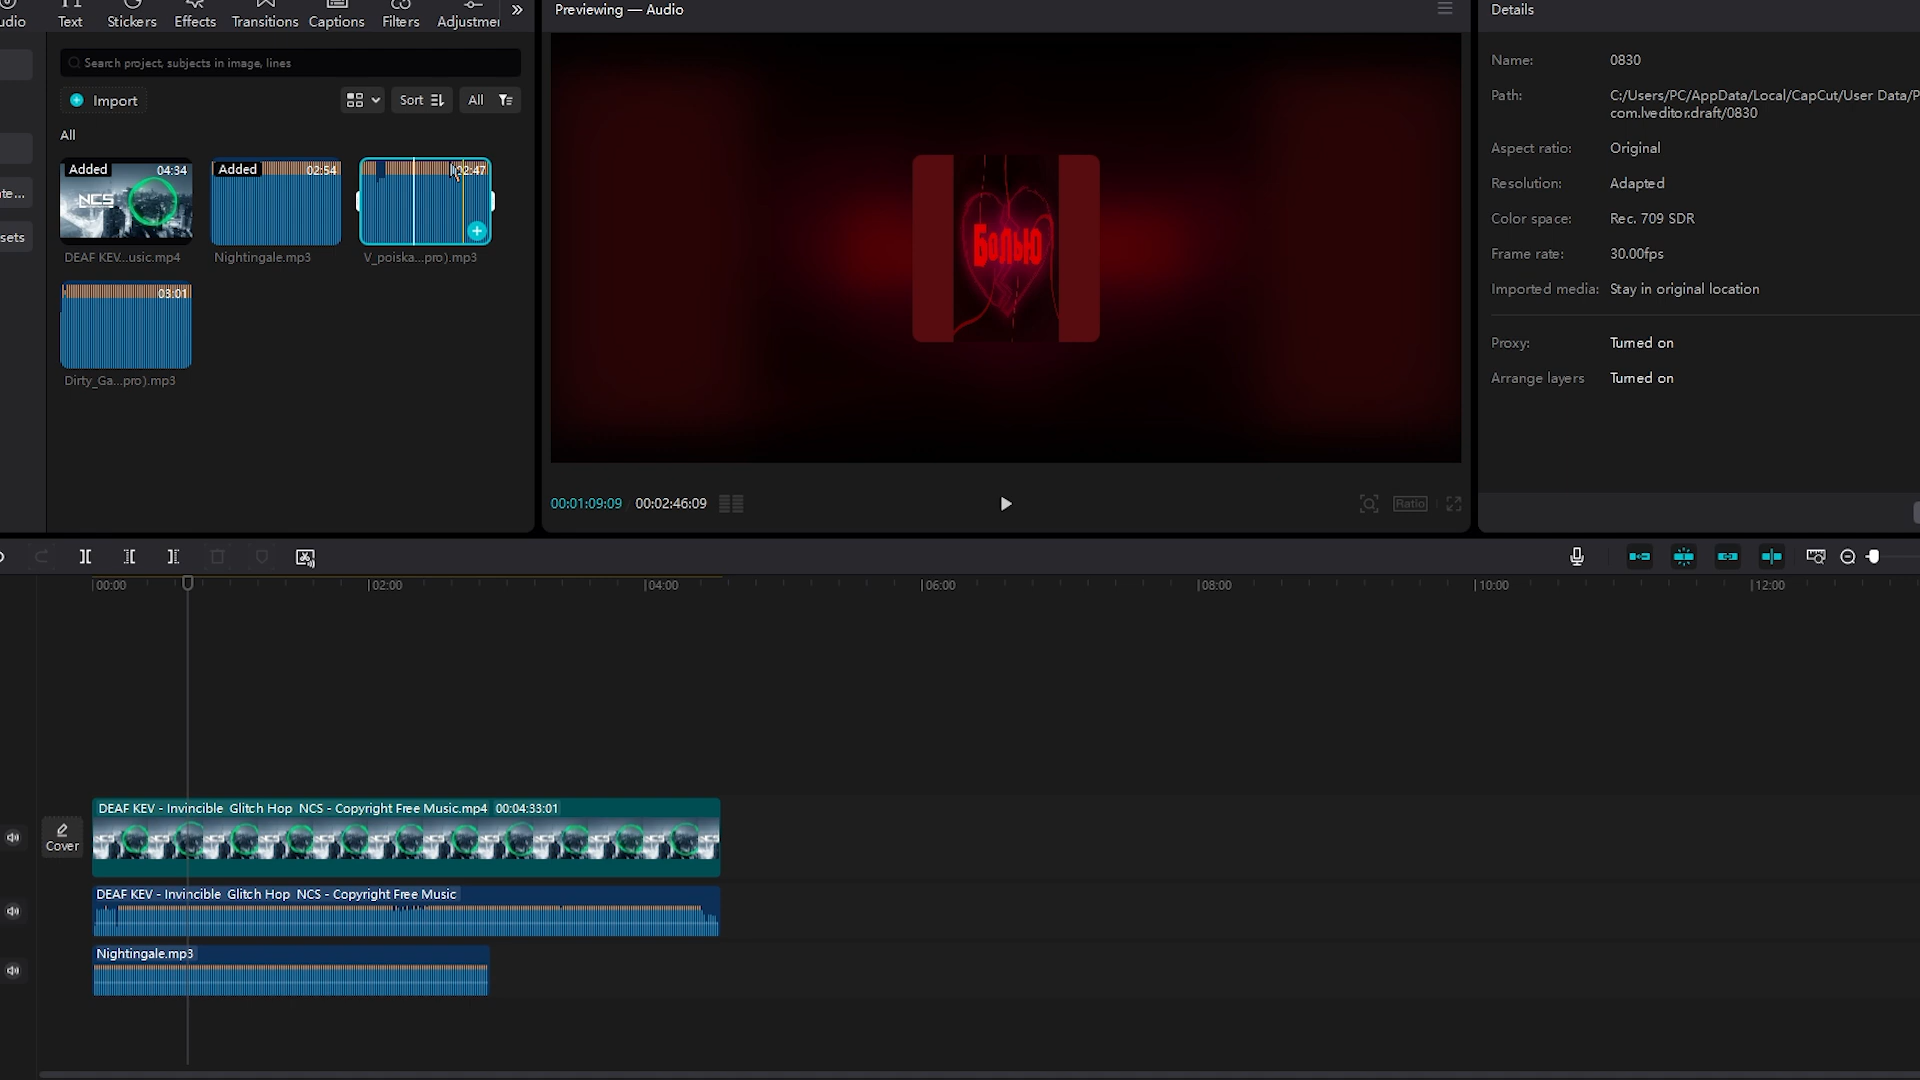 Text
Stickers
Effects
Transitions
Captions
Filters
Search project, subjects in image, lines
Import
Sort
All
All
Added
04:34
NCS
DEAF KEV...usic.mp4
Added
02:54
Nightingale.mp3
V_poiska...pro).mp3
03:01
Dirty_Ga...pro).mp3
Previewing — Audio
Болью
00:01:09:09
00:02:46:09
Ratio
Details
Name:
0830
Path:
C:/Users/PC/AppData/Local/CapCut/User Data/P
com.lveditor.draft/0830
Aspect ratio:
Original
Resolution:
Adapted
Color space:
Rec. 709 SDR
Frame rate:
30.00fps
Imported media:
Stay in original location
Proxy:
Turned on
Arrange layers
Turned on
00:00
02:00
04:00
06:00
08:00
10:00
12:00
Cover
DEAF KEV - Invincible Glitch Hop NCS - Copyright Free Music.mp4 00:04:33:01
DEAF KEV - Invincible Glitch Hop NCS - Copyright Free Music
Nightingale.mp3